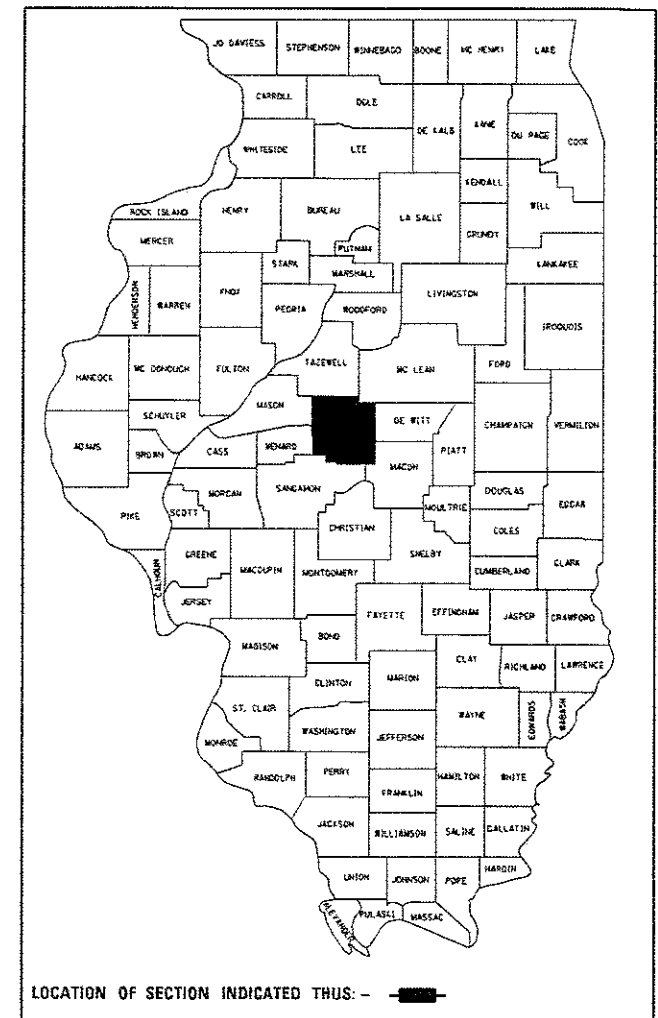 JO DAVIESS STEPHENSON WINNEBAGO BOONE MC HENRY LAKE
CARROLL OGLE DE KALB KANE DU PAGE COOK
WHITESIDE LEE KENDALL WILL
ROCK ISLAND HENRY BUREAU LA SALLE GRUNDY
MERCER PUTNAM KANKAKEE
STARK MARSHALL LIVINGSTON
HENDERSON WARREN KNOX PEORIA WOODFORD IROQUOIS
TAZEWELL FORD
HANCOCK MC DONOUGH FULTON MC LEAN
MASON
SCHUYLER DE WITT CHAMPAIGN VERMILION
ADAMS BROWN CASS MENARD PIATT
MACON
MORGAN SANGAMON DOUGLAS
PIKE SCOTT CHRISTIAN MOULTRIE COLES EDGAR
GREENE SHELBY
CALHOUN MACOUPIN MONTGOMERY CUMBERLAND CLARK
JERSEY FAYETTE EFFINGHAM JASPER CRAWFORD
MADISON BOND
CLAY RICHLAND LAWRENCE
CLINTON MARION
ST. CLAIR WAYNE EDWARDS WABASH
MONROE WASHINGTON JEFFERSON
RANDOLPH PERRY HAMILTON WHITE
FRANKLIN
JACKSON WILLIAMSON SALINE GALLATIN
UNION JOHNSON POPE HARDIN
ALEXANDER PULASKI MASSAC
LOCATION OF SECTION INDICATED THUS: -